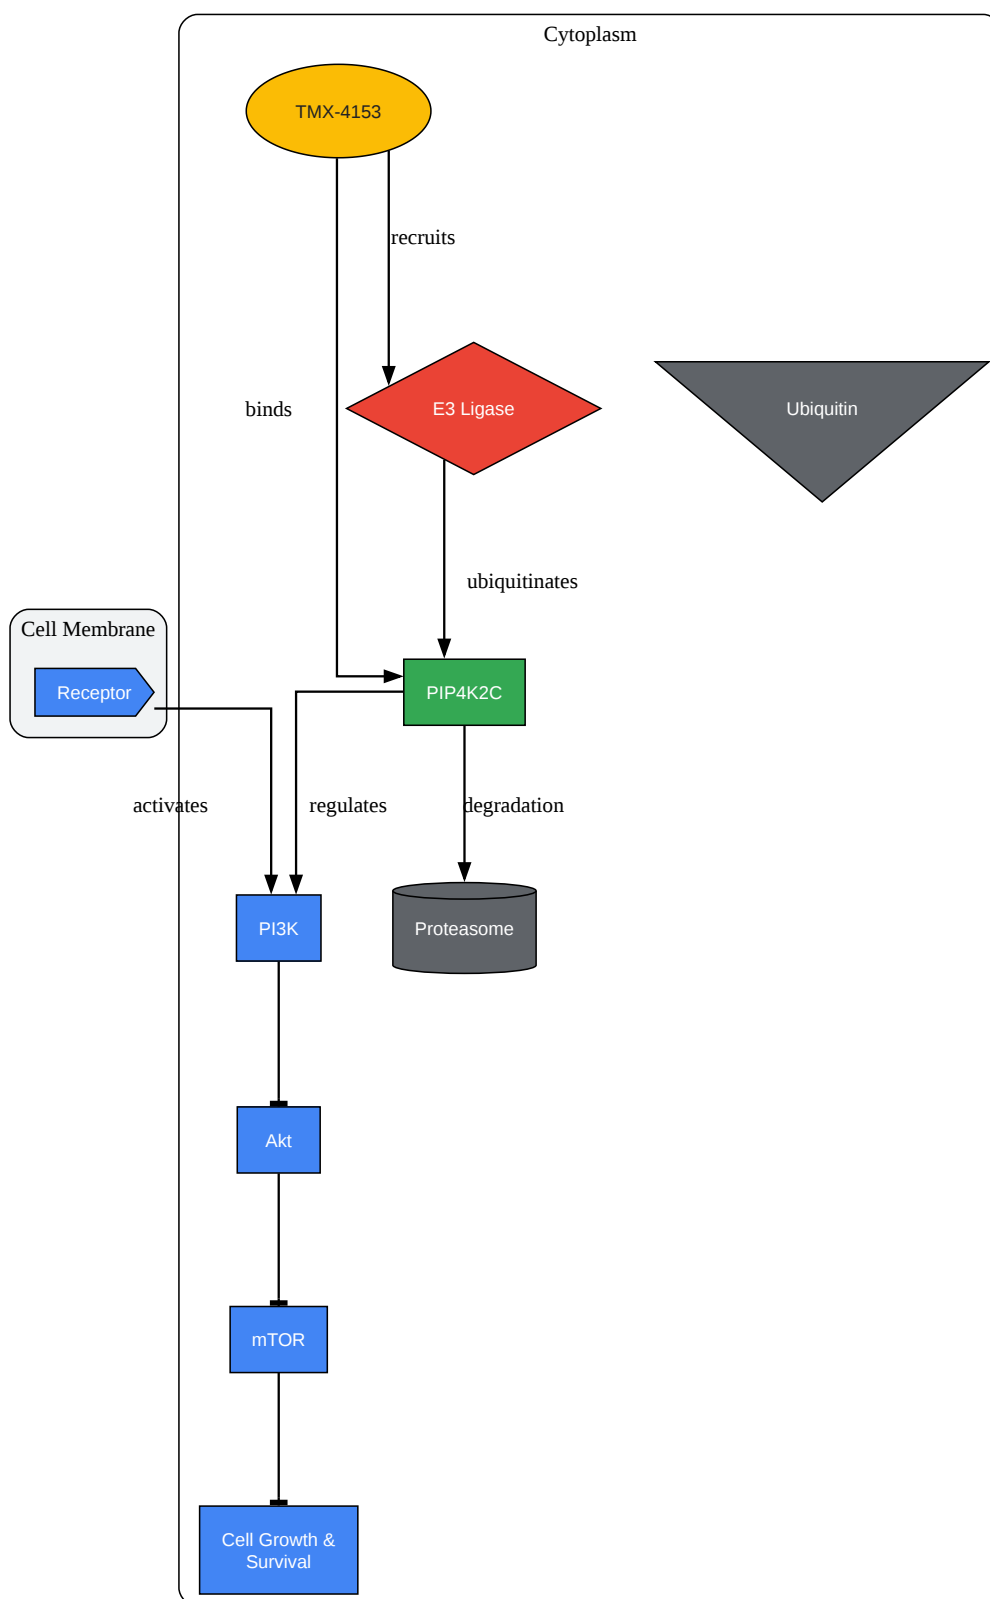 Cytoplasm
TMX-4153
recruits
binds
E3 Ligase
Ubiquitin
ubiquitinates
Cell Membrane
Receptor
PIP4K2C
activates
regulates
degradation
PI3K
Proteasome
Akt
mTOR
Cell Growth &
Survival